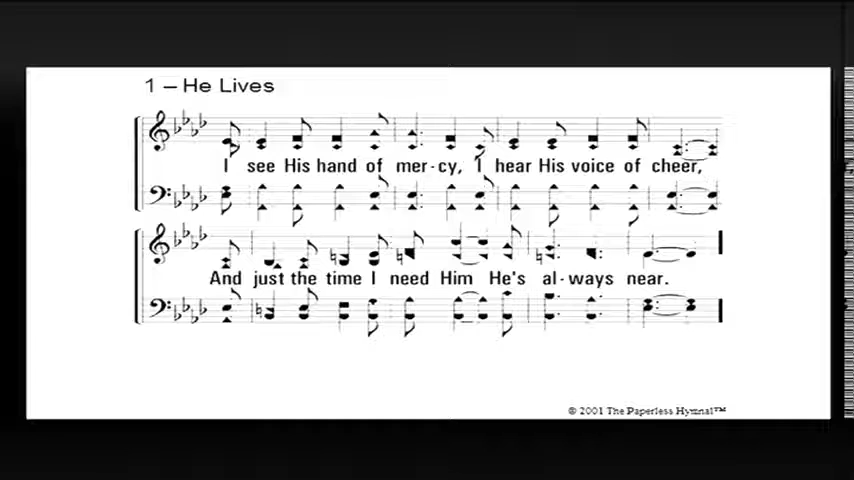 1 – He Lives
I see His hand of mer-cy, I hear His voice of cheer,
And just the time I need Him He's al-ways near.
© 2001 The Paperless Hymnal™